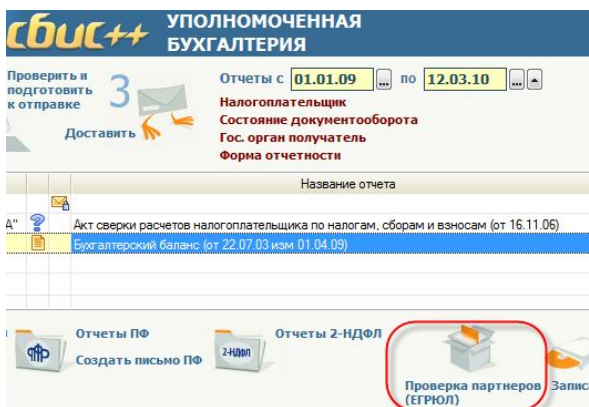 сбис++ УПОЛНОМОЧЕННАЯ
БУХГАЛТЕРИЯ
Проверить и
подготовить
к отправке
3
Доставить
Отчеты с 01.01.09 ... по 12.03.10 ...
Налогоплательщик
Состояние документооборота
Гос. орган получатель
Форма отчетности
Название отчета
А" Акт сверки расчетов налогоплательщика по налогам, сборам и взносам (от 16.11.06)
Бухгалтерский баланс (от 22.07.03 изм 01.04.09)
Отчеты ПФ
Создать письмо ПФ
2-НДФЛ
Отчеты 2-НДФЛ
Проверка партнеров
(ЕГРЮЛ)
Запис